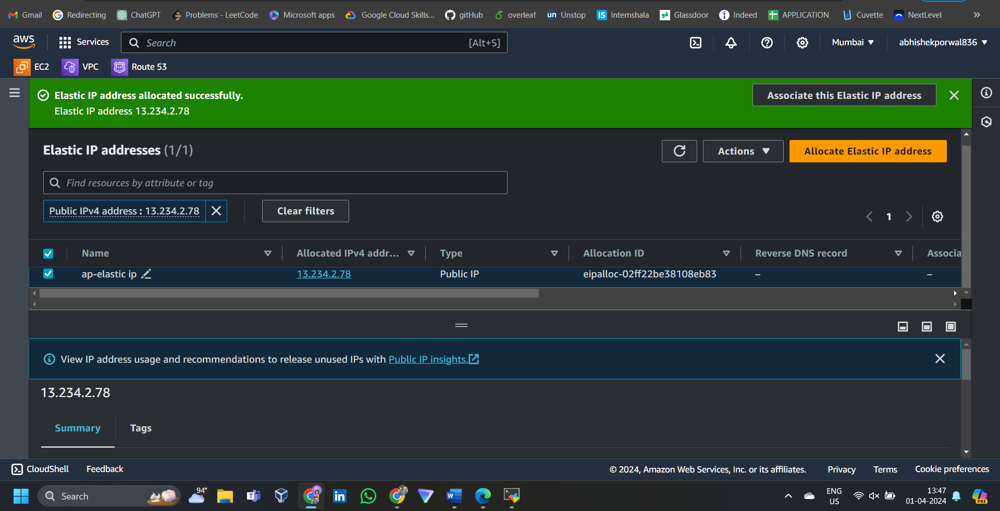 Gmail Redirecting ChatGPT Problems - LeetCode Microsoft apps Google Cloud Skills... gitHub overleaf un Unstop IS Internshala Glassdoor Indeed APPLICATION Cuvette NextLevel »
aws Services Search [Alt+S] Mumbai abhishekporwal836
EC2 VPC 53 Route 53
Elastic IP address allocated successfully.
Associate this Elastic IP address
Elastic IP address 13.234.2.78
Elastic IP addresses (1/1)
Actions
Allocate Elastic IP address
Find resources by attribute or tag
Public IPv4 address : 13.234.2.78
Clear filters
1
Name Allocated IPv4 addr... Type Allocation ID Reverse DNS record Associa
ap-elastic ip 13.234.2.78 Public IP eipalloc-02ff22be38108eb83 – –
View IP address usage and recommendations to release unused IPs with Public IP insights.
13.234.2.78
Summary Tags
CloudShell Feedback © 2024, Amazon Web Services, Inc. or its affiliates. Privacy Terms Cookie preferences
Search 94° ENG 13:47
US 01-04-2024 PRE